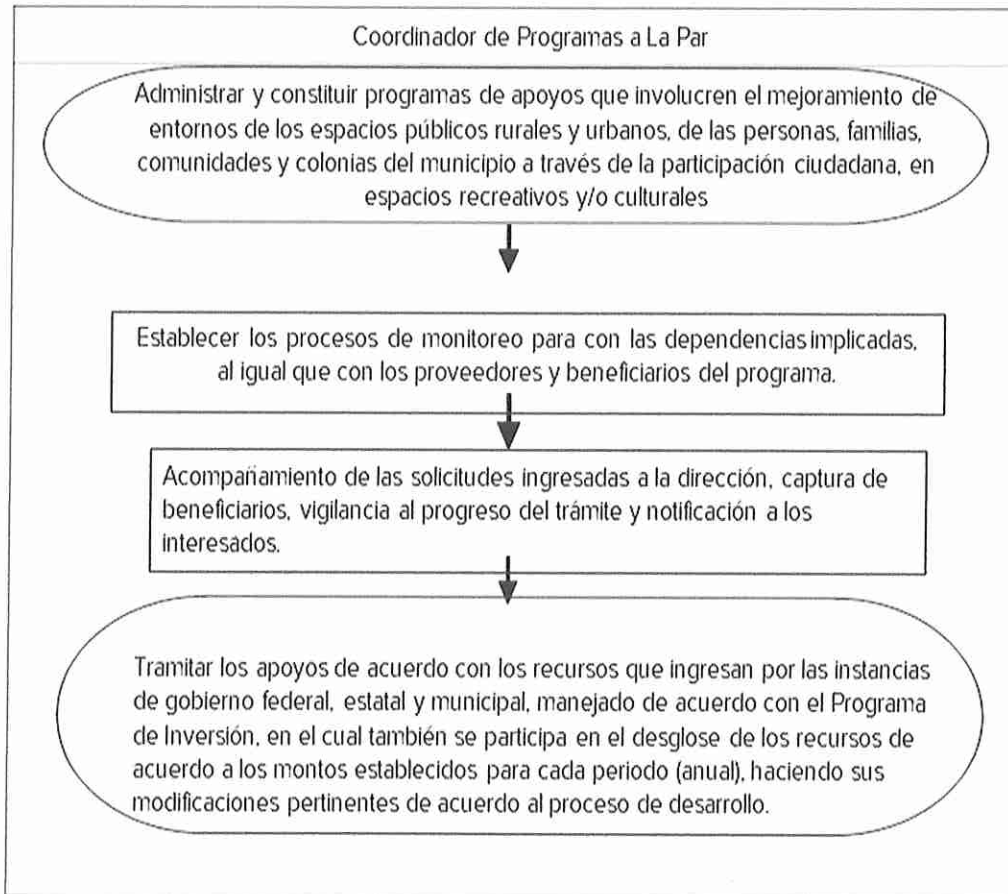 Coordinador de Programas a La Par
Administrar y constituir programas de apoyos que involucren el mejoramiento de
entornos de los espacios públicos rurales y urbanos, de las personas, familias,
comunidades y colonias del municipio a través de la participación ciudadana, en
espacios recreativos y/o culturales
Establecer los procesos de monitoreo para con las dependencias implicadas,
al igual que con los proveedores y beneficiarios del programa.
Acompañamiento de las solicitudes ingresadas a la dirección, captura de
beneficiarios, vigilancia al progreso del trámite y notificación a los
interesados.
Tramitar los apoyos de acuerdo con los recursos que ingresan por las instancias
de gobierno federal, estatal y municipal, manejado de acuerdo con el Programa
de Inversión, en el cual también se participa en el desglose de los recursos de
acuerdo a los montos establecidos para cada periodo (anual), haciendo sus
modificaciones pertinentes de acuerdo al proceso de desarrollo.